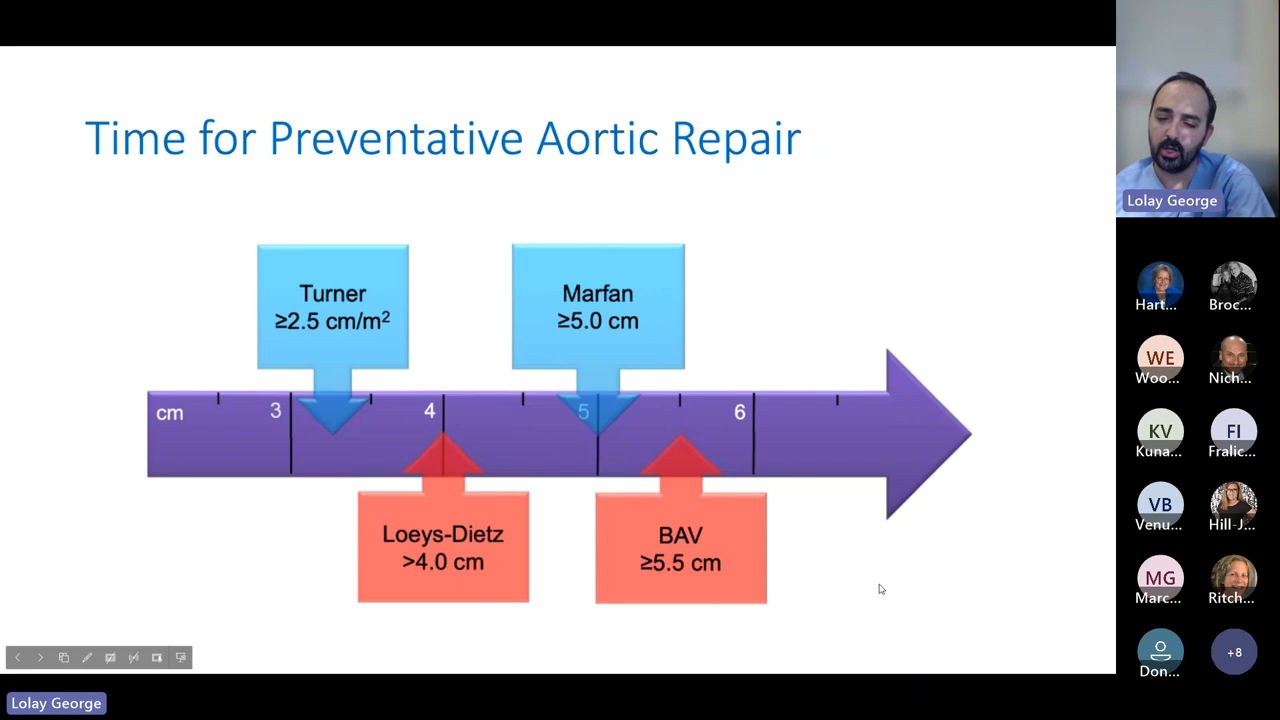 Time for Preventative Aortic Repair
Turner
≥2.5 cm/m²
Marfan
≥5.0 cm
cm
3
4
5
6
Loeys-Dietz
>4.0 cm
BAV
≥5.5 cm
Lolay George
Lolay George
Hart...
Broc...
WE
Woo...
Nich...
KV
Kuna...
FI
Fralic...
VB
Venu...
Hill-J...
MG
Marc...
Ritch...
Don...
+8